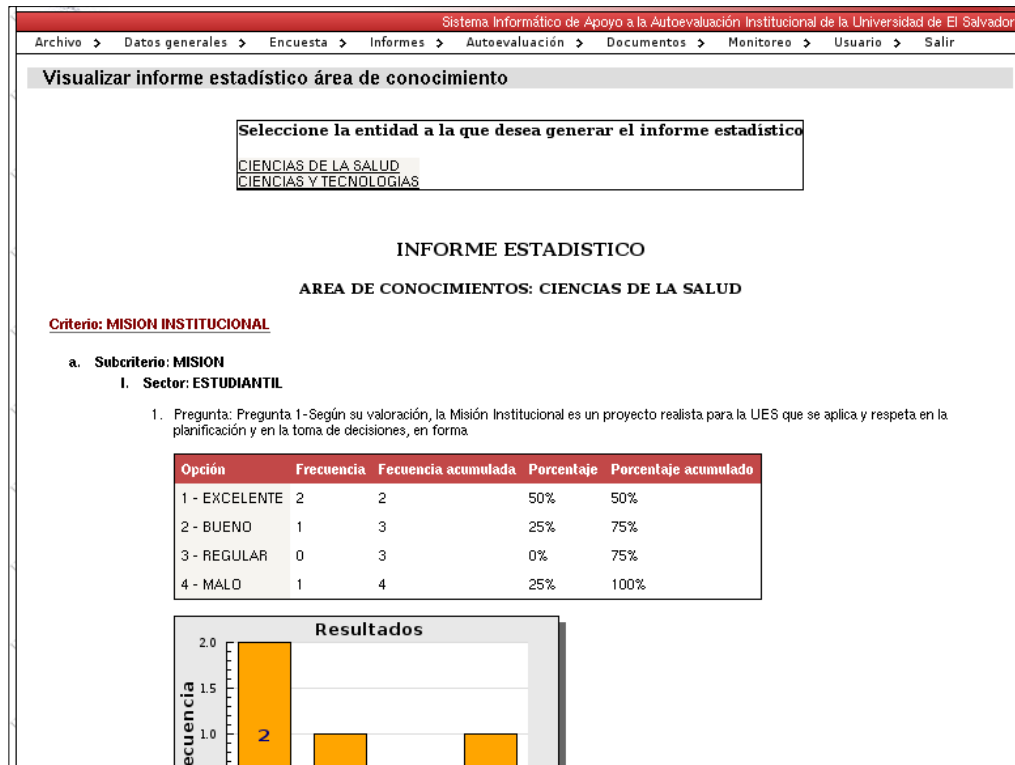 Sistema Informático de Apoyo a la Autoevaluación Institucional de la Universidad de El Salvador
Archivo > Datos generales > Encuesta > Informes > Autoevaluación > Documentos > Monitoreo > Usuario > Salir
Visualizar informe estadístico área de conocimiento
Seleccione la entidad a la que desea generar el informe estadístico
CIENCIAS DE LA SALUD
CIENCIAS Y TECNOLOGIAS
INFORME ESTADISTICO
AREA DE CONOCIMIENTOS: CIENCIAS DE LA SALUD
Criterio: MISION INSTITUCIONAL
a. Subcriterio: MISION
I. Sector: ESTUDIANTIL
1. Pregunta: Pregunta 1-Según su valoración, la Misión Institucional es un proyecto realista para la UES que se aplica y respeta en la
planificación y en la toma de decisiones, en forma
Opción Frecuencia Fecuencia acumulada Porcentaje Porcentaje acumulado
1 - EXCELENTE 2 2 50% 50%
2 - BUENO 1 3 25% 75%
3 - REGULAR 0 3 0% 75%
4 - MALO 1 4 25% 100%
Resultados
2.0
1.5
1.0
2
ecuencia